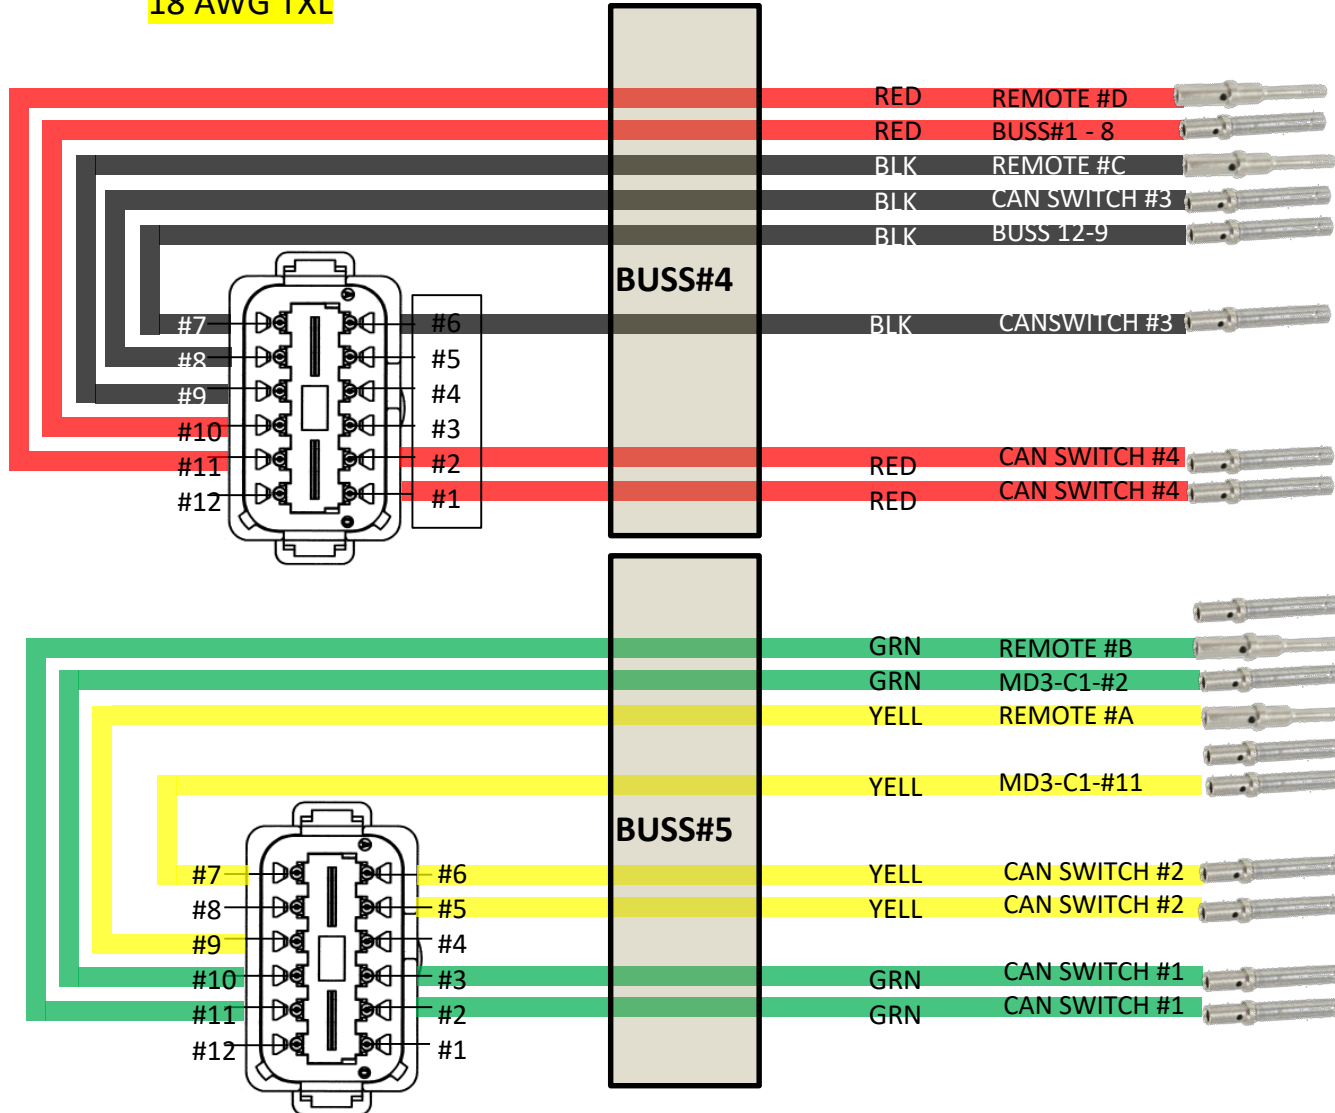 18 AWG TXL
RED REMOTE #D
RED BUSS#1 - 8
BLK REMOTE #C
BLK CAN SWITCH #3
BLK BUSS 12-9
BUSS#4
#7 #6 BLK CANSWITCH #3
#8 #5
#9 #4
#10 #3
#11 #2 RED CAN SWITCH #4
#12 #1 RED CAN SWITCH #4
GRN REMOTE #B
GRN MD3-C1-#2
YELL REMOTE #A
YELL MD3-C1-#11
BUSS#5
#7 #6 YELL CAN SWITCH #2
#8 #5 YELL CAN SWITCH #2
#9 #4
#10 #3 GRN CAN SWITCH #1
#11 #2 GRN CAN SWITCH #1
#12 #1